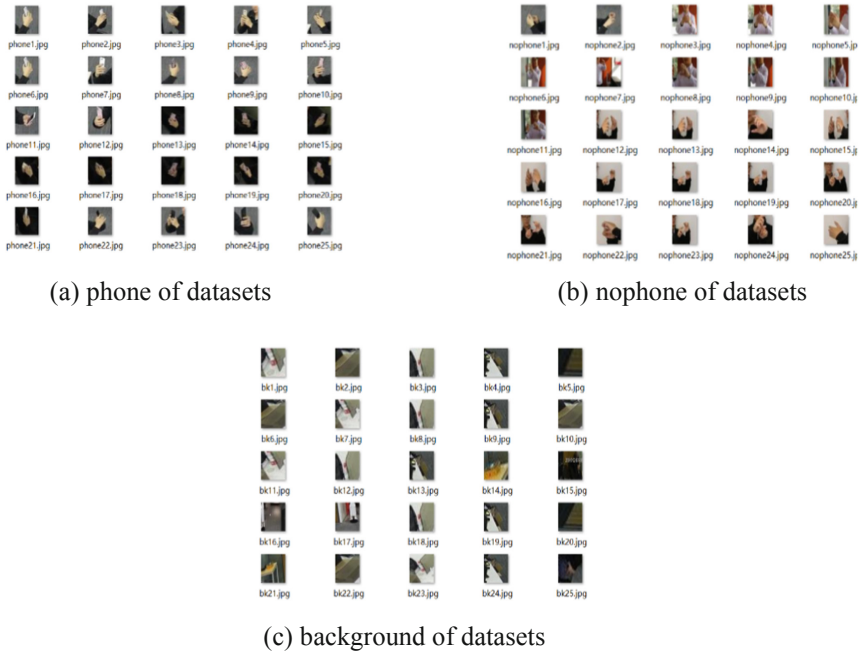 phone1.jpg phone2.jpg phone3.jpg phone4.jpg phone5.jpg
phone6.jpg phone7.jpg phone8.jpg phone9.jpg phone10.jpg
phone11.jpg phone12.jpg phone13.jpg phone14.jpg phone15.jpg
phone16.jpg phone17.jpg phone18.jpg phone19.jpg phone20.jpg
phone21.jpg phone22.jpg phone23.jpg phone24.jpg phone25.jpg
(a) phone of datasets
nophone1.jpg nophone2.jpg nophone3.jpg nophone4.jpg nophone5.jp
nophone6.jpg nophone7.jpg nophone8.jpg nophone9.jpg nophone10.j
nophone11.jpg nophone12.jpg nophone13.jpg nophone14.jpg nophone15.j
nophone16.jpg nophone17.jpg nophone18.jpg nophone19.jpg nophone20.j
nophone21.jpg nophone22.jpg nophone23.jpg nophone24.jpg nophone25.j
(b) nophone of datasets
bk1.jpg bk2.jpg bk3.jpg bk4.jpg bk5.jpg
bk6.jpg bk7.jpg bk8.jpg bk9.jpg bk10.jpg
bk11.jpg bk12.jpg bk13.jpg bk14.jpg bk15.jpg
bk16.jpg bk17.jpg bk18.jpg bk19.jpg bk20.jpg
bk21.jpg bk22.jpg bk23.jpg bk24.jpg bk25.jpg
(c) background of datasets